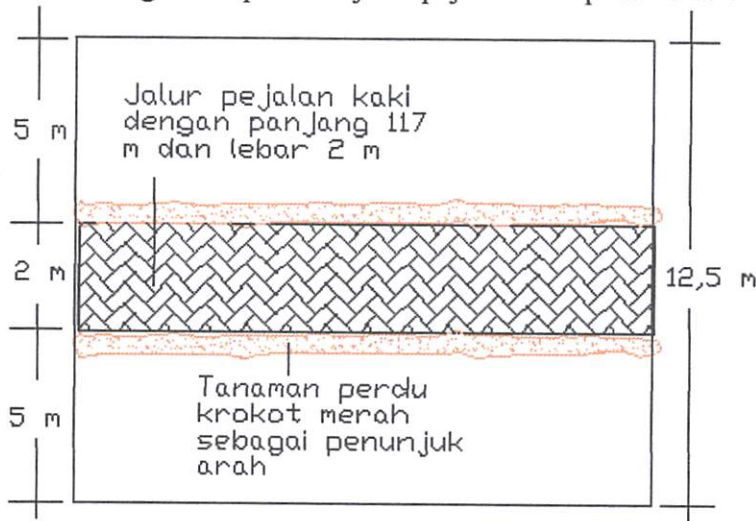 5 m
Jalur pejalan kaki
dengan panjang 117
m dan lebar 2 m
2 m
12,5 m
5 m
Tanaman perdu
krokot merah
sebagai penunjuk
arah